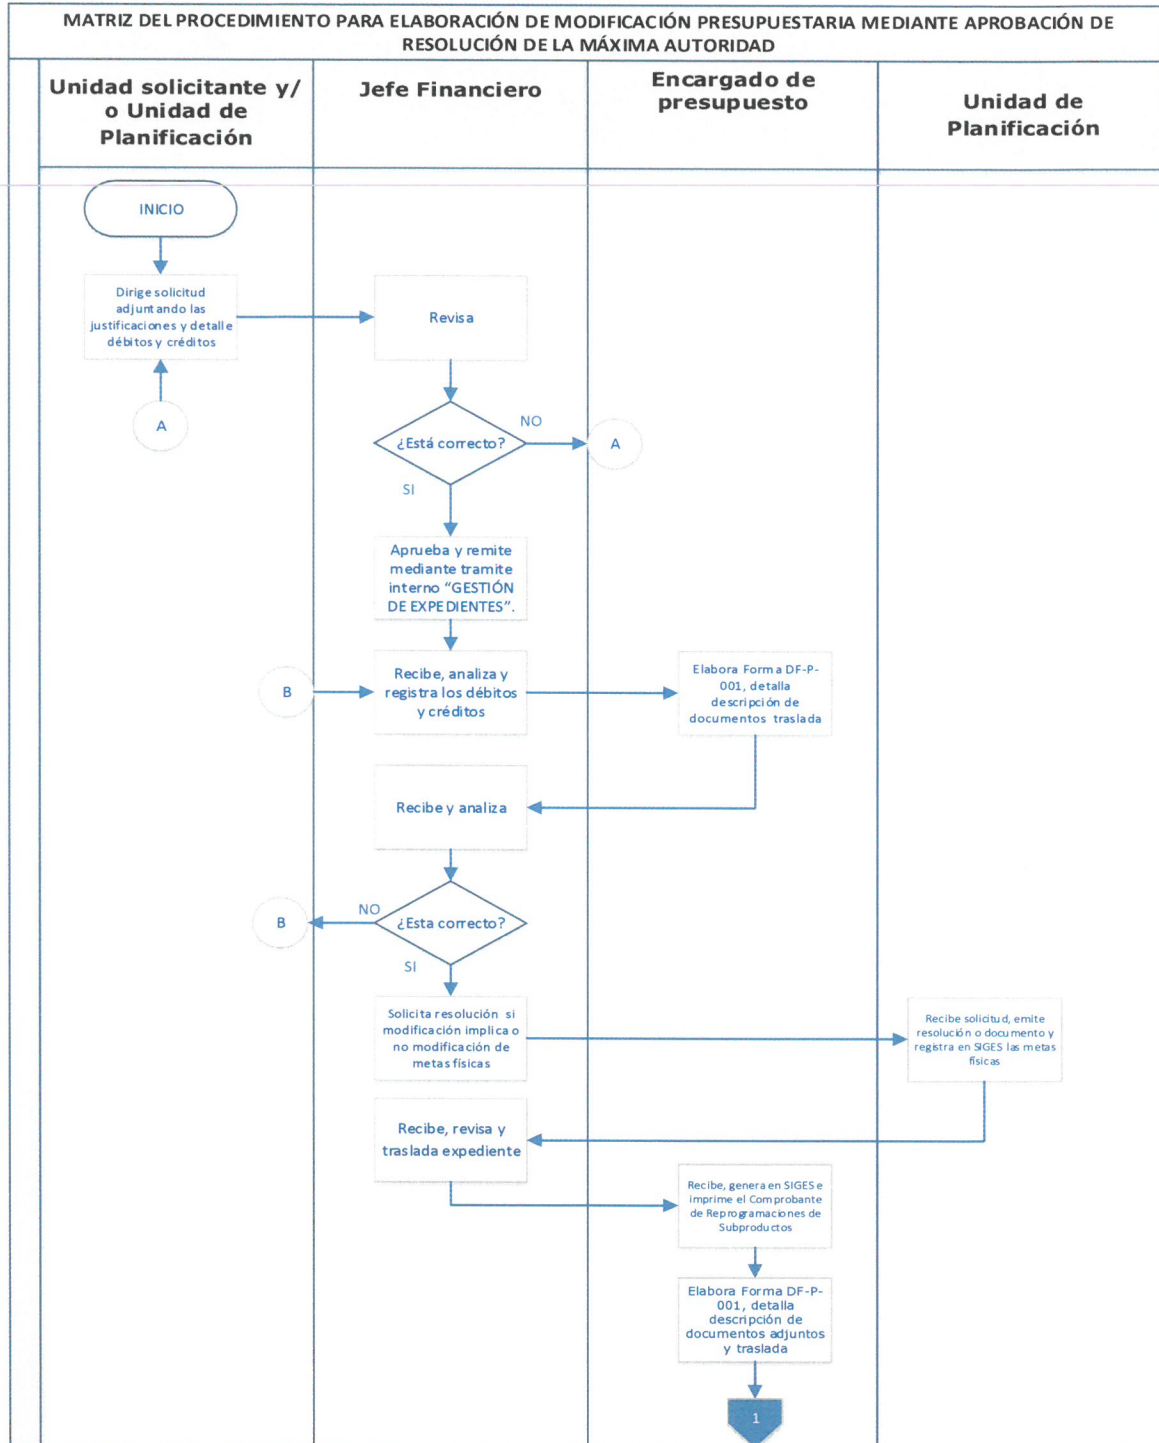 MATRIZ DEL PROCEDIMIENTO PARA ELABORACIÓN DE MODIFICACIÓN PRESUPUESTARIA MEDIANTE APROBACIÓN DE
RESOLUCIÓN DE LA MÁXIMA AUTORIDAD
Unidad solicitante y/
o Unidad de
Planificación
Jefe Financiero
Encargado de
presupuesto
Unidad de
Planificación
INICIO
Dirige solicitud
adjuntando las
justificaciones y detalle
débitos y créditos
Revisa
A
¿Está correcto?
NO
A
SI
Aprueba y remite
mediante tramite
interno “GESTIÓN
DE EXPEDIENTES”.
B
Recibe, analiza y
registra los débitos
y créditos
Elabora Forma DF-P-
001, detalla
descripción de
documentos traslada
Recibe y analiza
B
NO
¿Esta correcto?
SI
Solicita resolución si
modificación implica o
no modificación de
metas físicas
Recibe solicitud, emite
resolución o documento y
registra en SIGES las metas
físicas
Recibe, revisa y
traslada expediente
Recibe, genera en SIGES e
imprime el Comprobante
de Reprogramaciones de
Subproductos
Elabora Forma DF-P-
001, detalla
descripción de
documentos adjuntos
y traslada
1